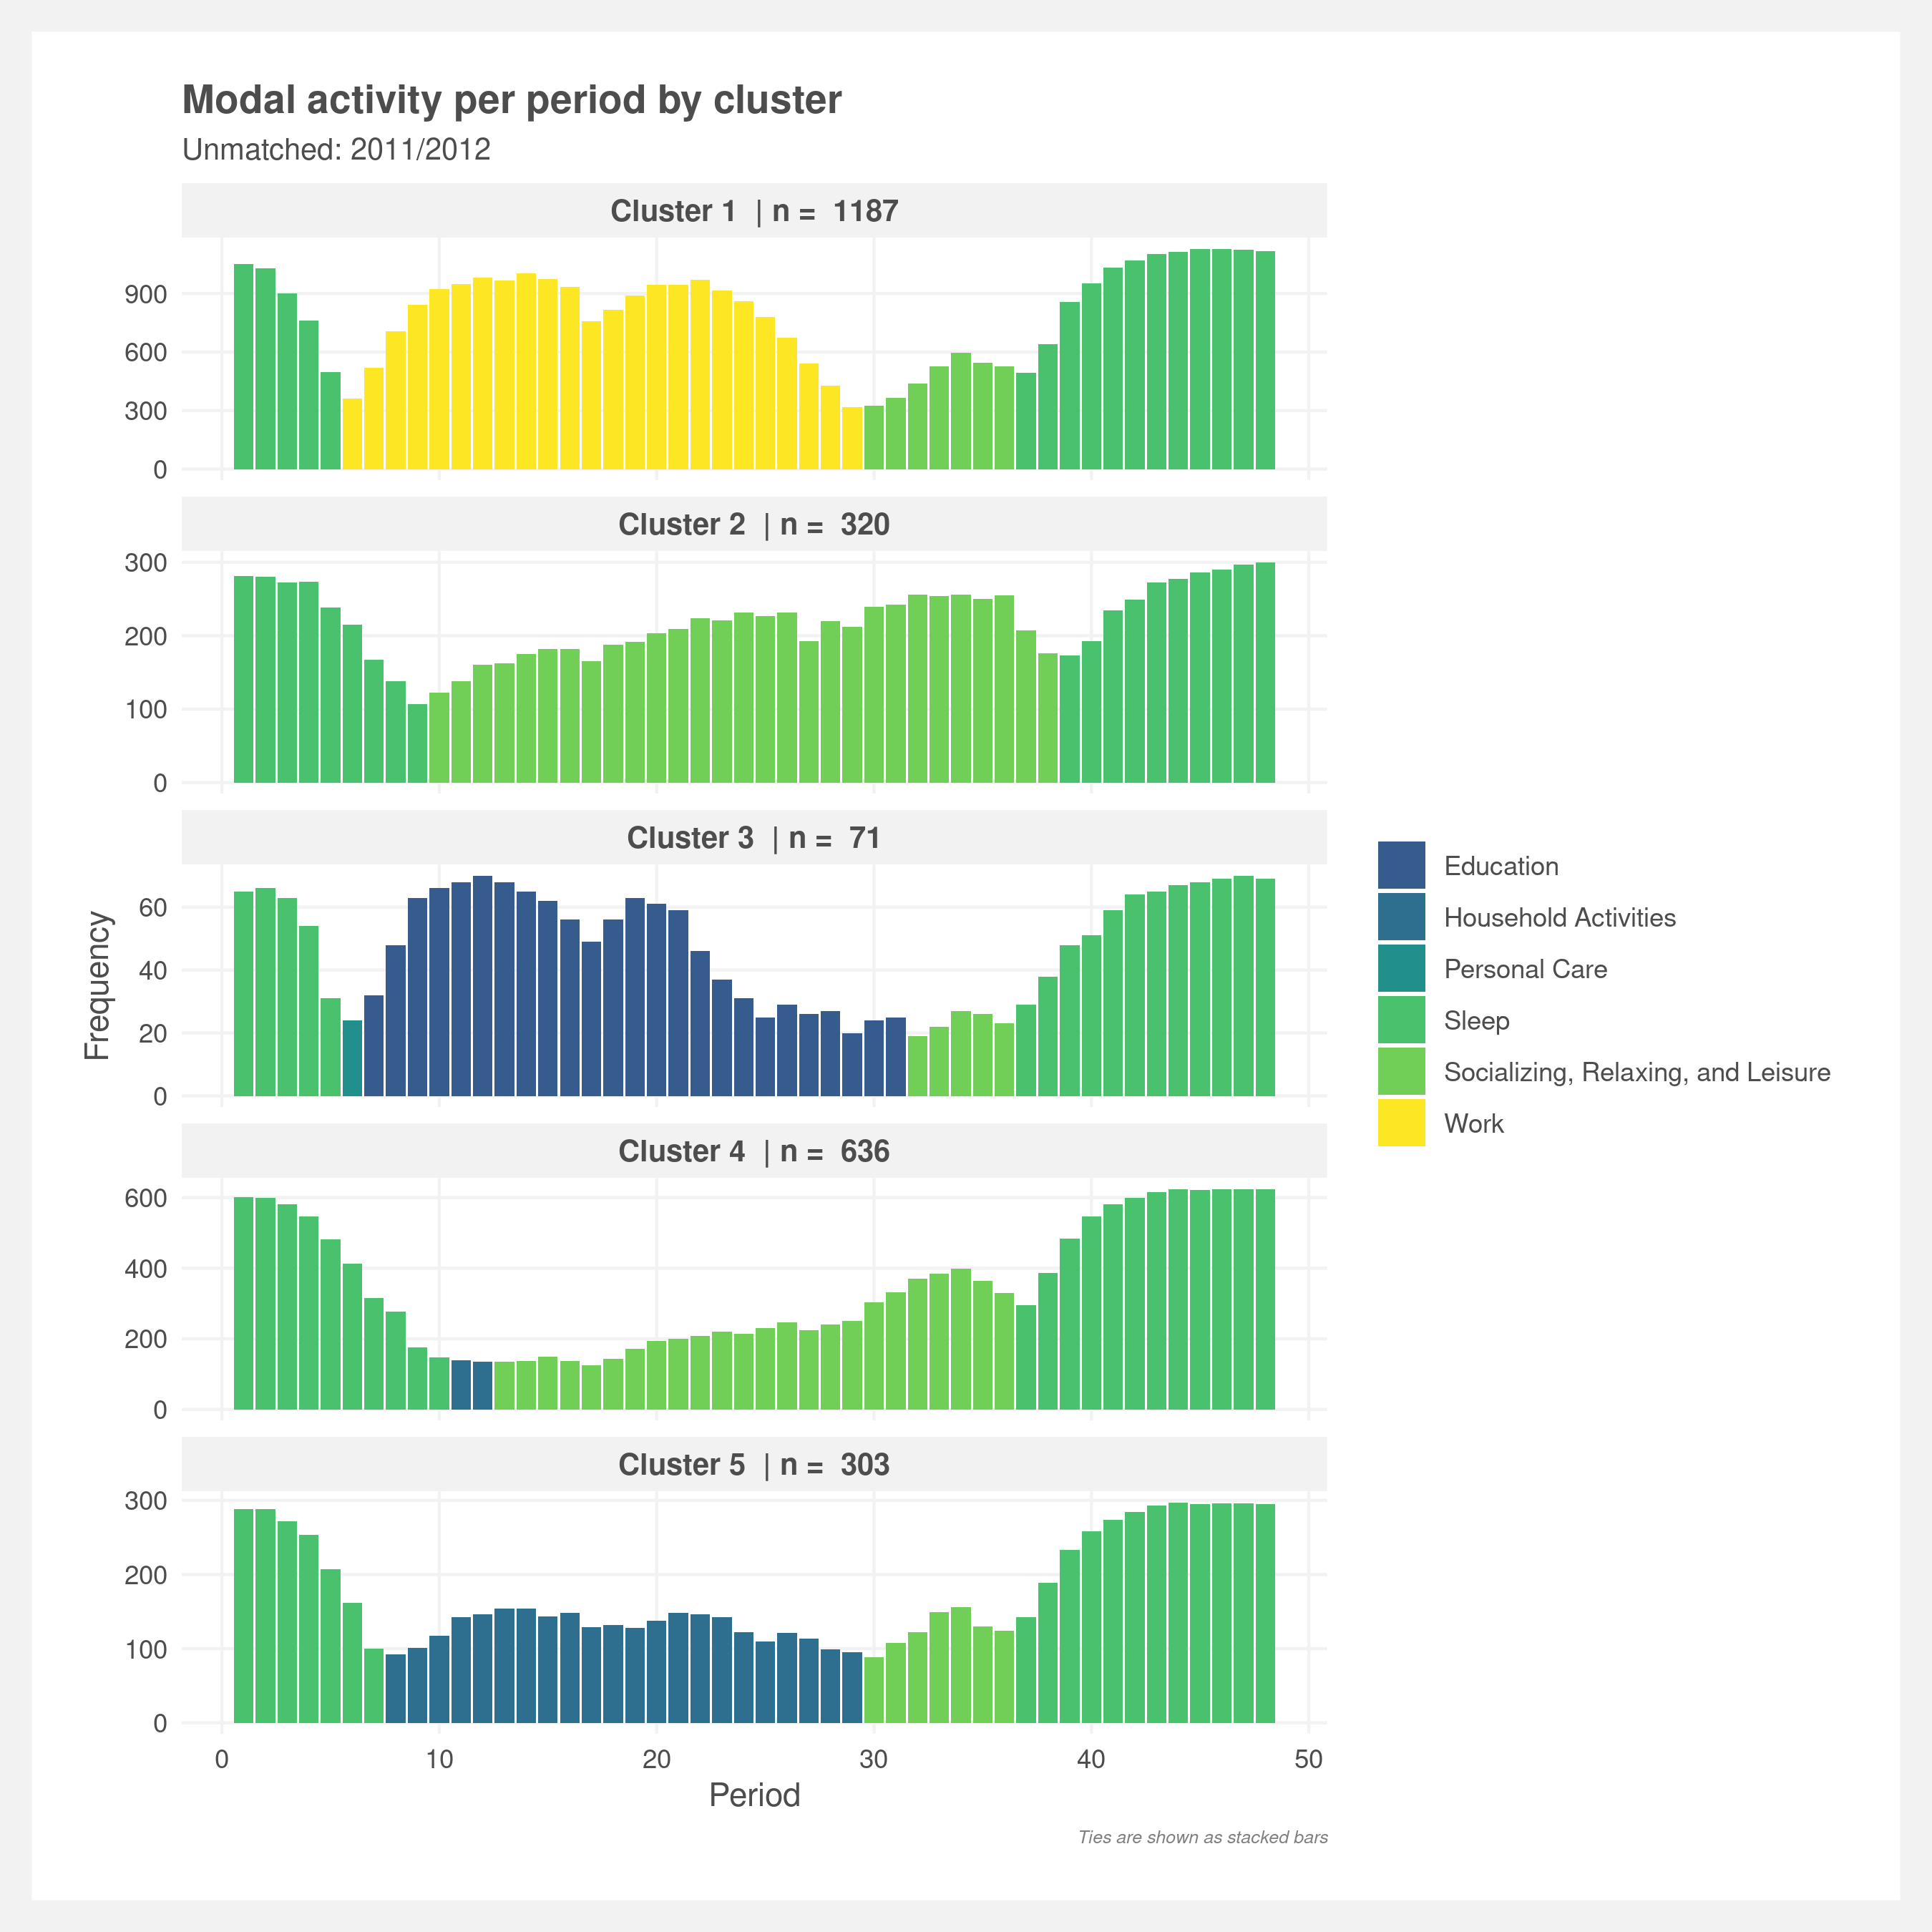 Modal activity per period by cluster
Unmatched: 2011/2012
Cluster 1 | n = 1187
900
600
300
0
Cluster 2 | n = 320
300
200
100
0
Cluster 3 | n = 71
60
40
20
0
Cluster 4 | n = 636
600
400
200
0
Cluster 5 | n = 303
300
200
100
0
0 10 20 30 40 50
Period
Frequency
Education
Household Activities
Personal Care
Sleep
Socializing, Relaxing, and Leisure
Work
Ties are shown as stacked bars